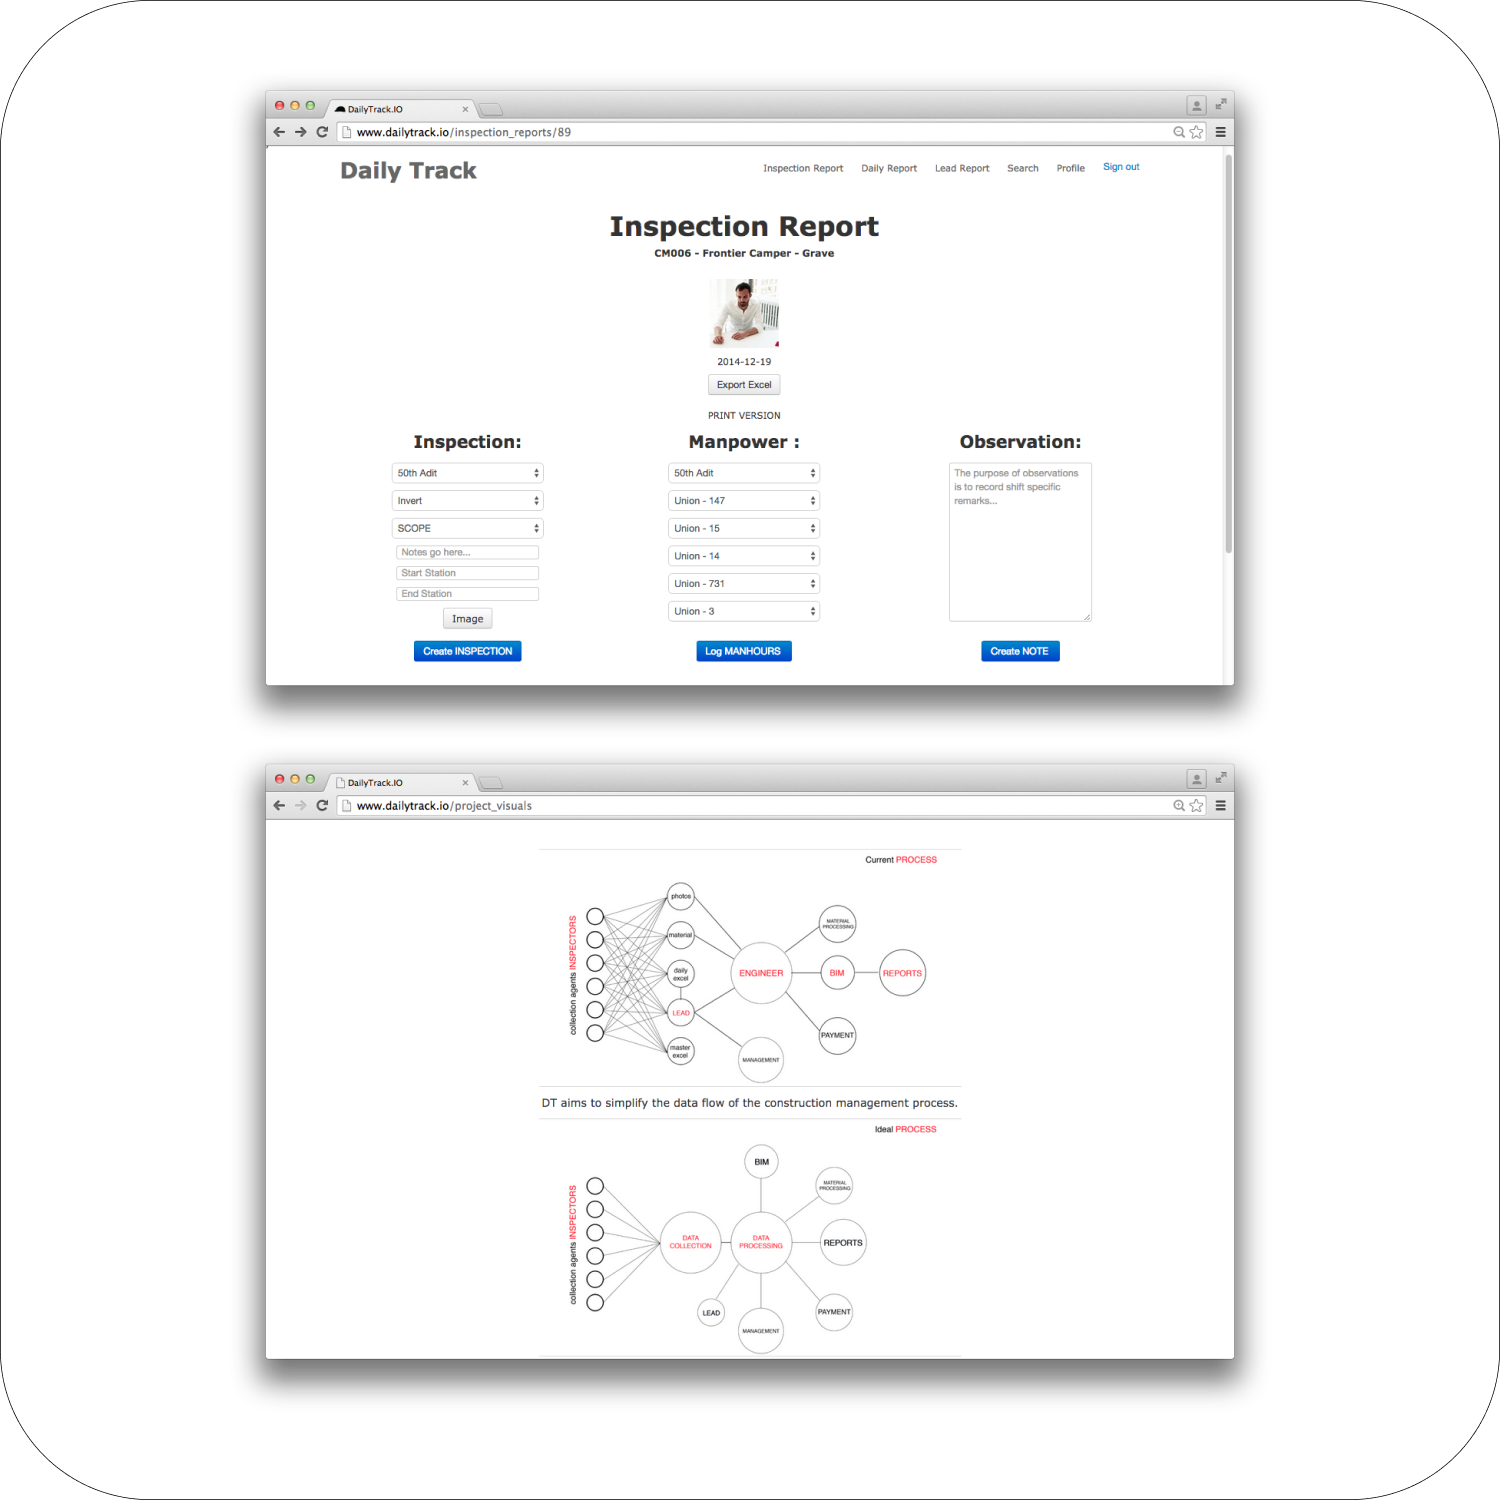 DailyTrack.IO
www.dailytrack.io/inspection_reports/89
Daily Track
Inspection Report
Daily Report
Lead Report
Search
Profile
Sign out
Inspection Report
CM006 - Frontier Camper - Grave
2014-12-19
Export Excel
PRINT VERSION
Inspection:
50th Adit
Invert
SCOPE
Notes go here...
Start Station
End Station
Image
Create INSPECTION
Manpower :
50th Adit
Union - 147
Union - 15
Union - 14
Union - 731
Union - 3
Log MANHOURS
Observation:
The purpose of observations
is to record shift specific
remarks...
Create NOTE
DailyTrack.IO
www.dailytrack.io/project_visuals
Current PROCESS
collection agents INSPECTORS
photos
material
daily
excel
LEAD
master
excel
ENGINEER
MANAGEMENT
MATERIAL
PROCESSING
BIM
PAYMENT
REPORTS
DT aims to simplify the data flow of the construction management process.
Ideal PROCESS
collection agents INSPECTORS
DATA
COLLECTION
DATA
PROCESSING
BIM
MATERIAL
PROCESSING
REPORTS
PAYMENT
MANAGEMENT
LEAD